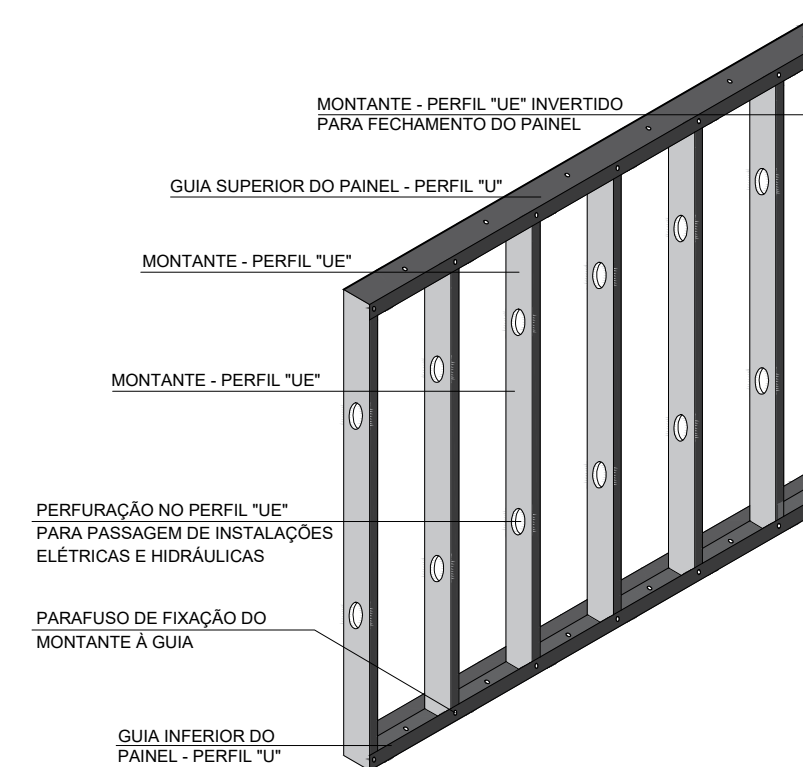 MONTANTE - PERFIL "UE" INVERTIDO
PARA FECHAMENTO DO PAINEL
GUIA SUPERIOR DO PAINEL - PERFIL "U"
MONTANTE - PERFIL "UE"
MONTANTE - PERFIL "UE"
PERFURAÇÃO NO PERFIL "UE"
PARA PASSAGEM DE INSTALAÇÕES
ELÉTRICAS E HIDRÁULICAS
PARAFUSO DE FIXAÇÃO DO
MONTANTE À GUIA
GUIA INFERIOR DO
PAINEL - PERFIL "U"